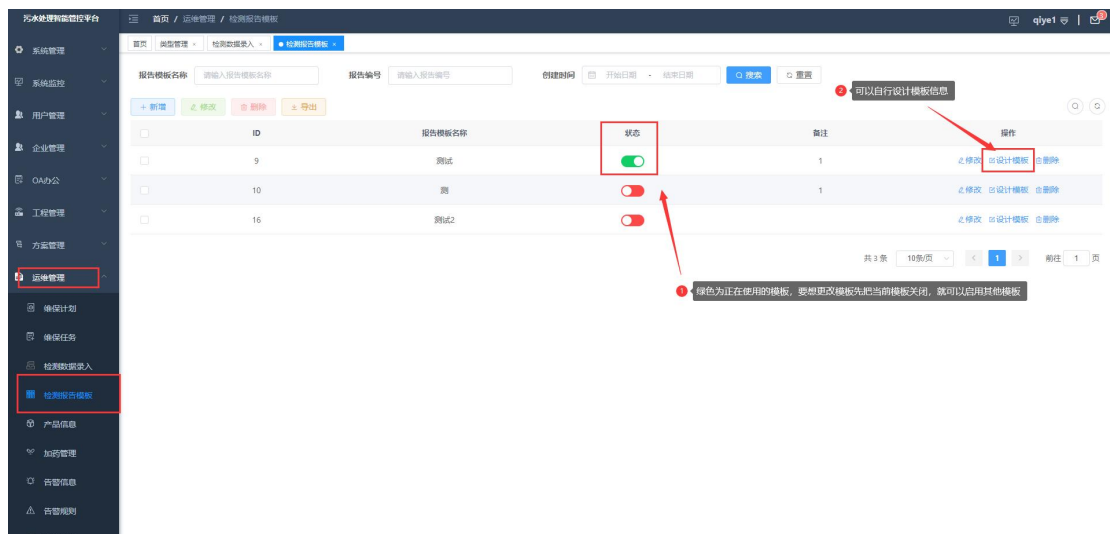 污水处理智能管控平台
首页 / 运维管理 / 检测报告模板
qiye1
3
系统管理
首页 类型管理 × 检测数据录入 × 检测报告模板 ×
系统监控
报告模板名称 请输入报告模板名称 报告编号 请输入报告编号 创建时间 开始日期 - 结束日期 搜索 重置
2 可以自行设计模板信息
+ 新增 修改 删除 导出
用户管理
ID 报告模板名称 状态 备注 操作
企业管理
9 测试 1 修改 设计模板 删除
OA办公
10 测 1 修改 设计模板 删除
工程管理
16 测试2 修改 设计模板 删除
方案管理
共 3 条 10条/页 < 1 > 前往 1 页
运维管理
1 绿色为正在使用的模板，要想更改模板先把当前模板关闭，就可以启用其他模板
维保计划
维保任务
检测数据录入
检测报告模板
产品信息
加药管理
告警信息
告警规则